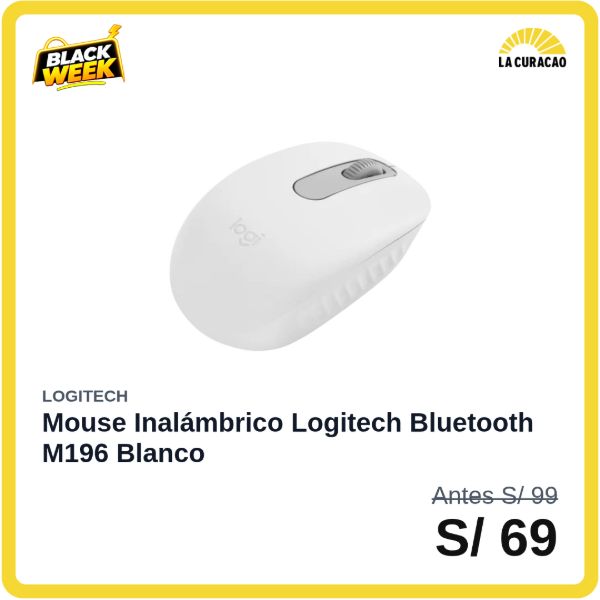 BLACK
WEEK
LA CURACAO
logi
LOGITECH
Mouse Inalámbrico Logitech Bluetooth
M196 Blanco
Antes S/ 99
S/ 69